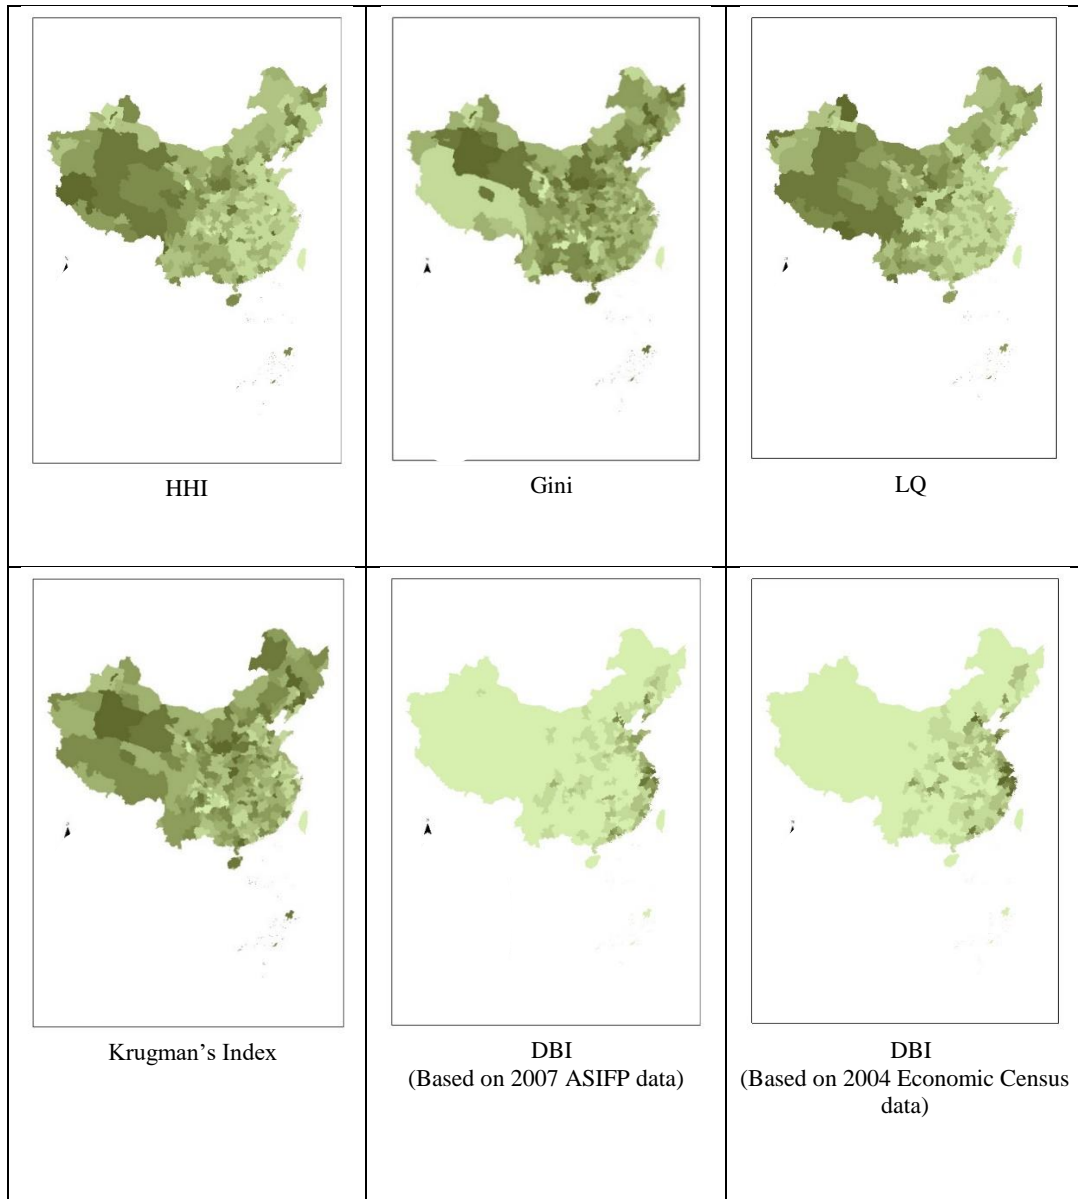 HHI
Gini
LQ
Krugman's Index
DBI
(Based on 2007 ASIFP data)
DBI
(Based on 2004 Economic Census
data)